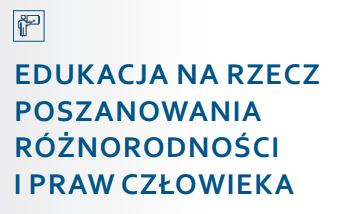 EDUKACJA NA RZECZ
POSZANOWANIA
RÓŻNORODNOŚCI
I PRAW CZŁOWIEKA